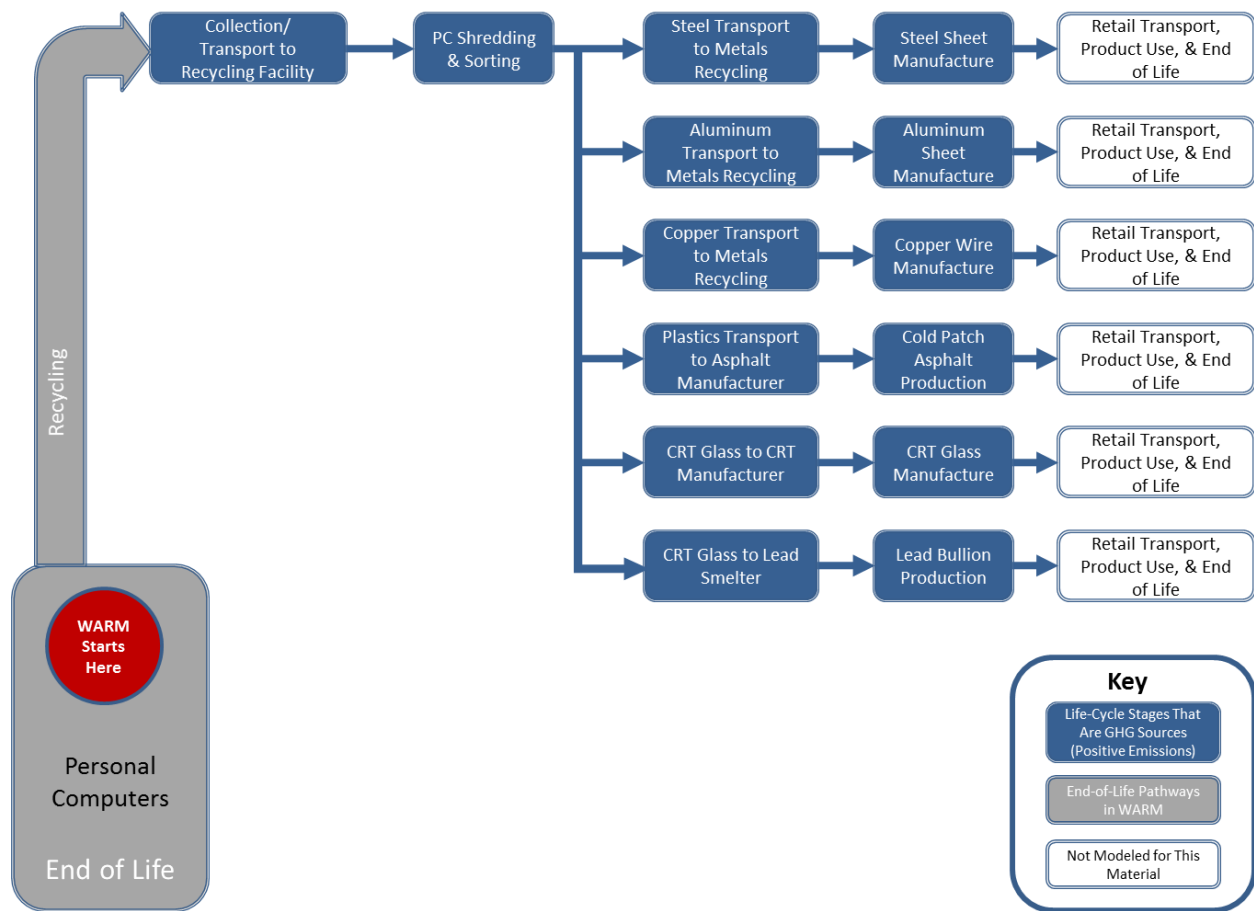 Collection/
Transport to
Recycling Facility
PC Shredding
& Sorting
Steel Transport
to Metals
Recycling
Steel Sheet
Manufacture
Retail Transport,
Product Use, & End
of Life
Aluminum
Transport to
Metals Recycling
Aluminum
Sheet
Manufacture
Retail Transport,
Product Use, & End
of Life
Copper Transport
to Metals
Recycling
Copper Wire
Manufacture
Retail Transport,
Product Use, & End
of Life
Plastics Transport
to Asphalt
Manufacturer
Cold Patch
Asphalt
Production
Retail Transport,
Product Use, & End
of Life
CRT Glass to CRT
Manufacturer
CRT Glass
Manufacture
Retail Transport,
Product Use, & End
of Life
CRT Glass to Lead
Smelter
Lead Bullion
Production
Retail Transport,
Product Use, & End
of Life
Recycling
WARM
Starts
Here
Personal
Computers
End of Life
Key
Life-Cycle Stages That
Are GHG Sources
(Positive Emissions)
End-of-Life Pathways
in WARM
Not Modeled for This
Material